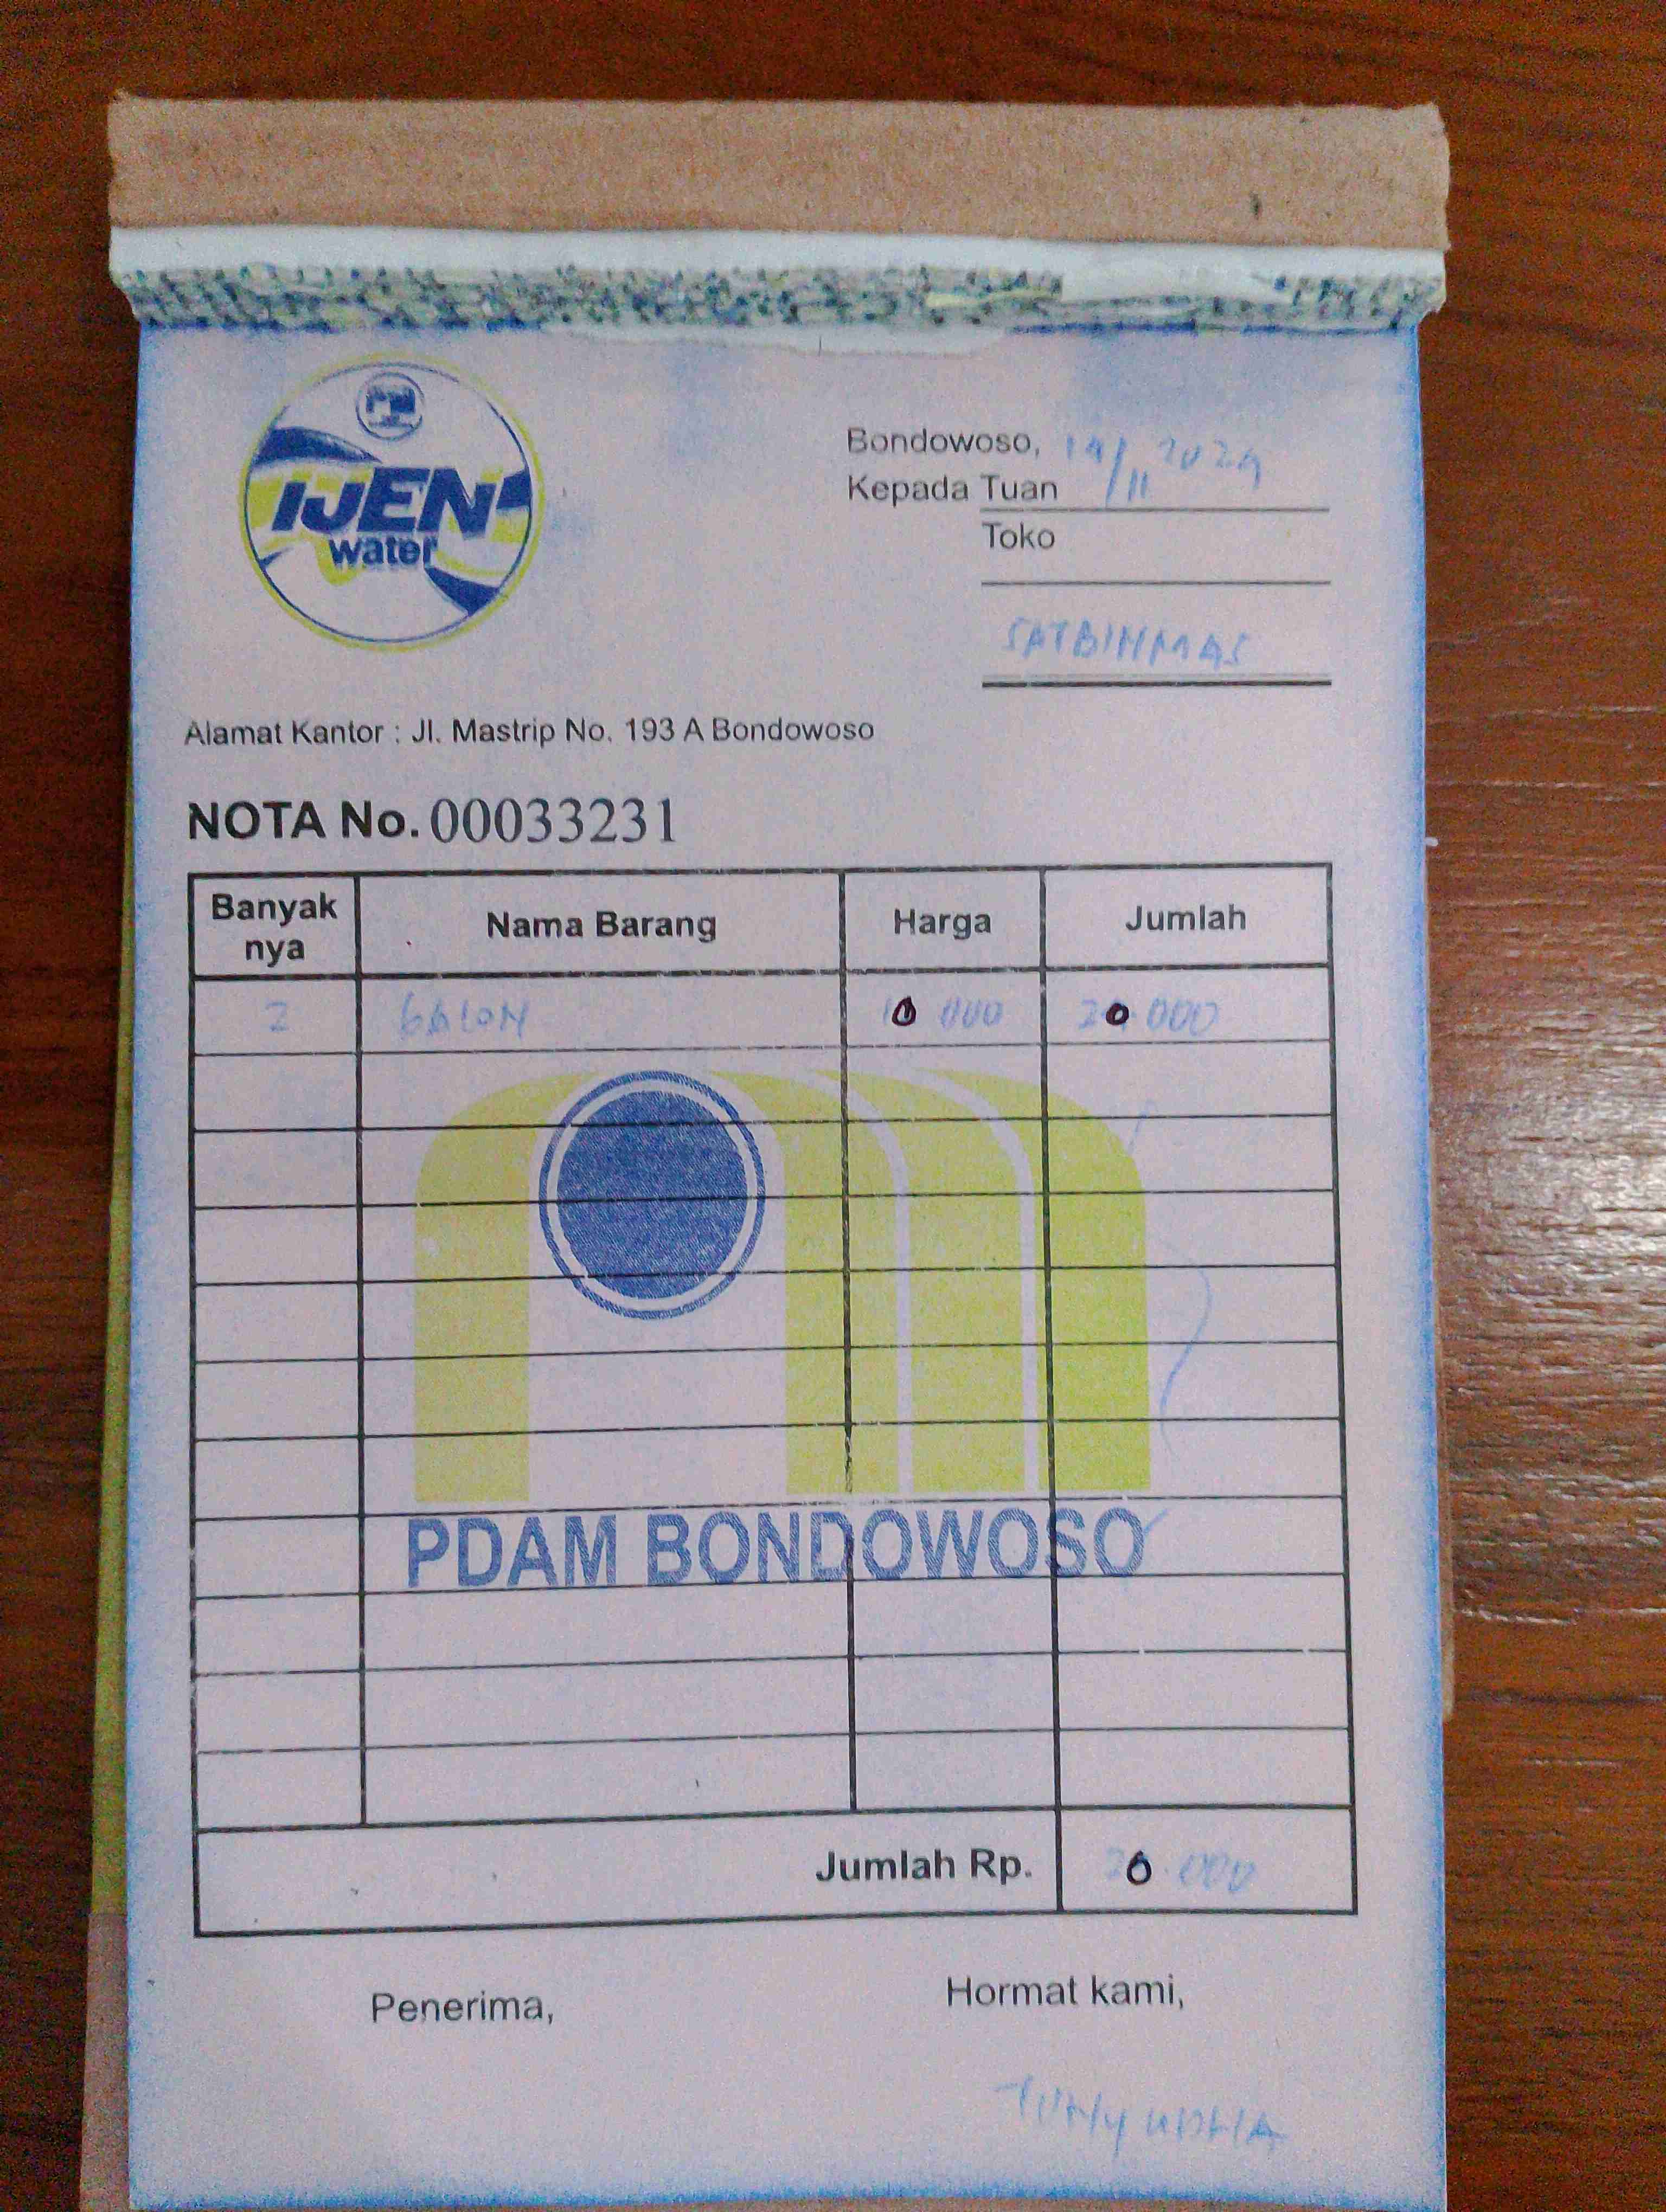 IJEN
water
Bondowoso, 19/11 2024
Kepada Tuan
Toko
SATBINMAS
Alamat Kantor : Jl. Mastrip No. 193 A Bondowoso
NOTA No. 00033231
Banyak nya Nama Barang Harga Jumlah
2 GALON 10 000 20.000
PDAM BONDOWOSO
Jumlah Rp. 20.000
Penerima, Hormat kami,